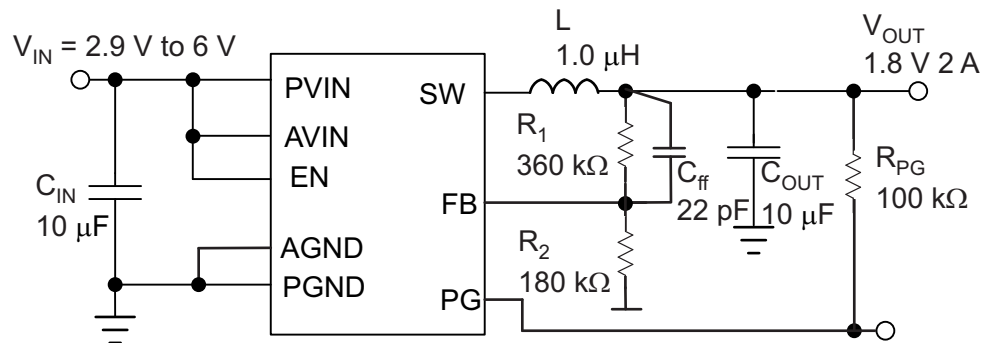 V_IN = 2.9 V to 6 V
L
1.0 μH
V_OUT
1.8 V 2 A
PVIN
SW
AVIN
EN
FB
AGND
PGND
PG
C_IN
10 μF
R_1
360 kΩ
C_ff
22 pF
C_OUT
10 μF
R_PG
100 kΩ
R_2
180 kΩ